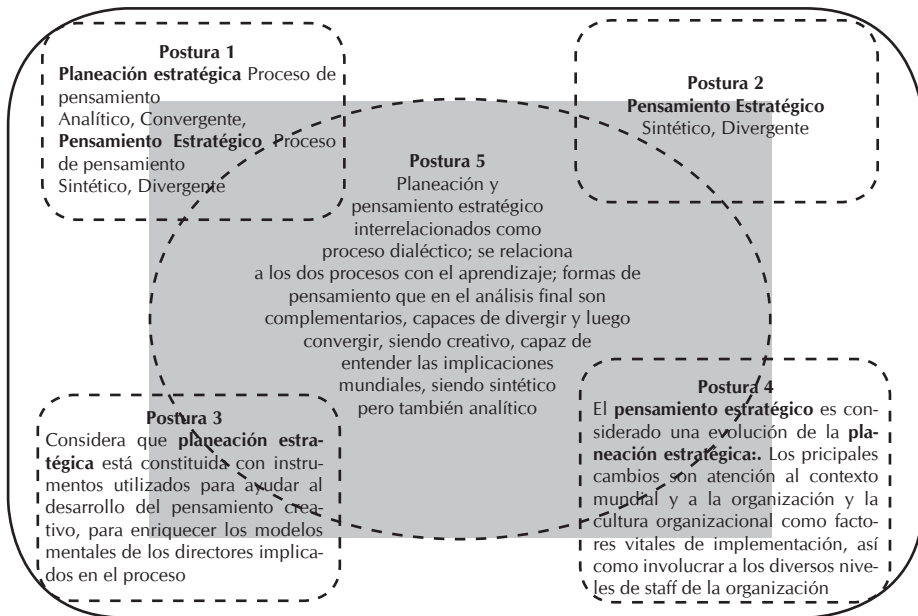 Postura 1
Planeación estratégica Proceso de
pensamiento
Analítico, Convergente,
Pensamiento Estratégico Proceso
de pensamiento
Sintético, Divergente
Postura 2
Pensamiento Estratégico
Sintético, Divergente
Postura 5
Planeación y
pensamiento estratégico
interrelacionados como
proceso dialéctico; se relaciona
a los dos procesos con el aprendizaje; formas de
pensamiento que en el análisis final son
complementarios, capaces de divergir y luego
convergir, siendo creativo, capaz de
entender las implicaciones
mundiales, siendo sintético
pero también analítico
Postura 3
Considera que planeación estra-
tégica está constituida con instru-
mentos utilizados para ayudar al
desarrollo del pensamiento crea-
tivo, para enriquecer los modelos
mentales de los directores implica-
dos en el proceso
Postura 4
El pensamiento estratégico es con-
siderado una evolución de la pla-
neación estratégica:. Los pricipales
cambios son atención al contexto
mundial y a la organización y la
cultura organizacional como facto-
res vitales de implementación, así
como involucrar a los diversos nive-
les de staff de la organización